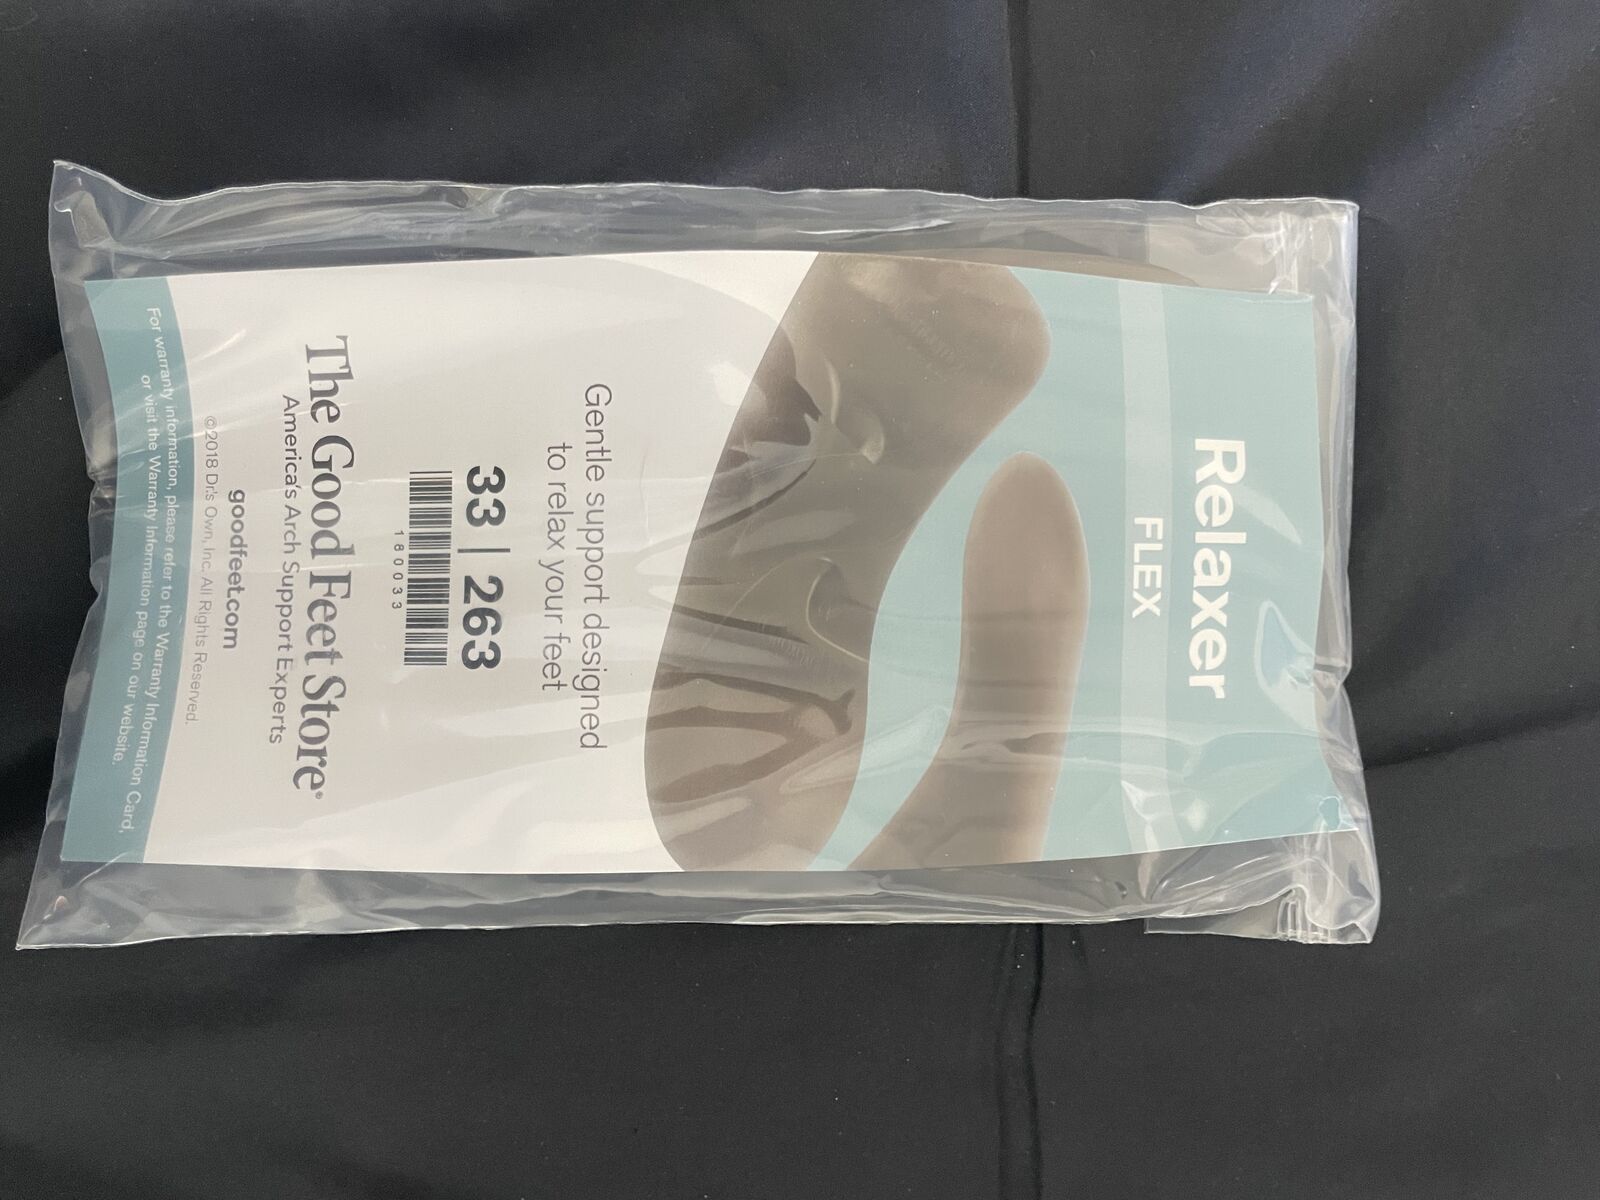 Relaxer
FLEX
Gentle support designed
to relax your feet
33 | 263
180033
The Good Feet Store®
America's Arch Support Experts
goodfeet.com
©2018 Dr.'s Own, Inc. All Rights Reserved.
For warranty information, please refer to the Warranty Information Card,
or visit the Warranty Information page on our website.